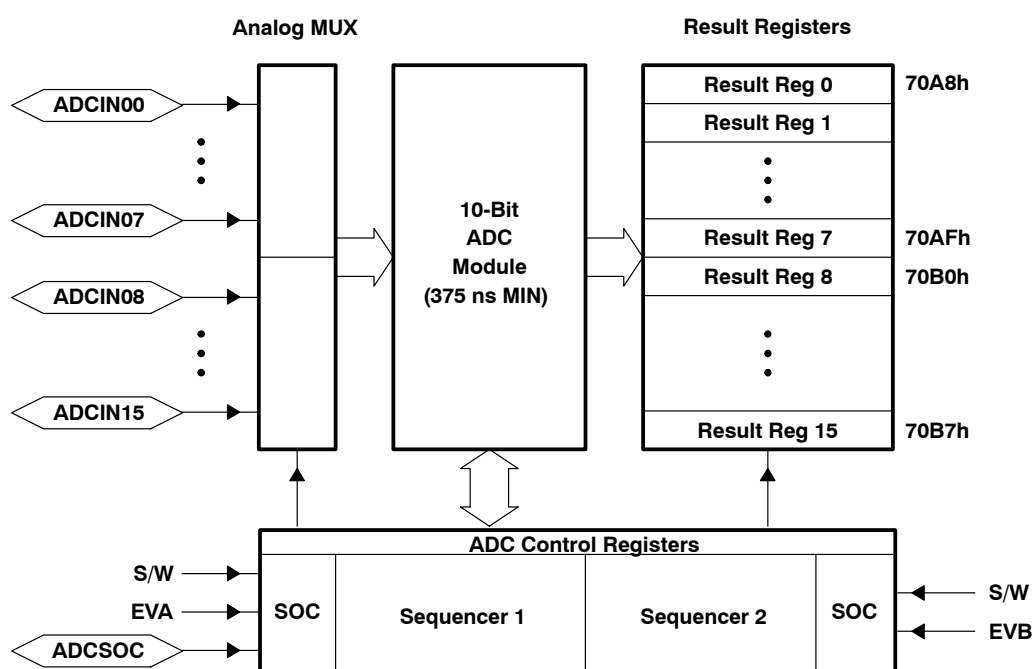 Analog MUX
Result Registers
ADCIN00
ADCIN07
ADCIN08
ADCIN15
10-Bit
ADC
Module
(375 ns MIN)
Result Reg 0
70A8h
Result Reg 1
Result Reg 7
70AFh
Result Reg 8
70B0h
Result Reg 15
70B7h
ADC Control Registers
S/W
EVA
ADCSOC
SOC
Sequencer 1
Sequencer 2
SOC
S/W
EVB